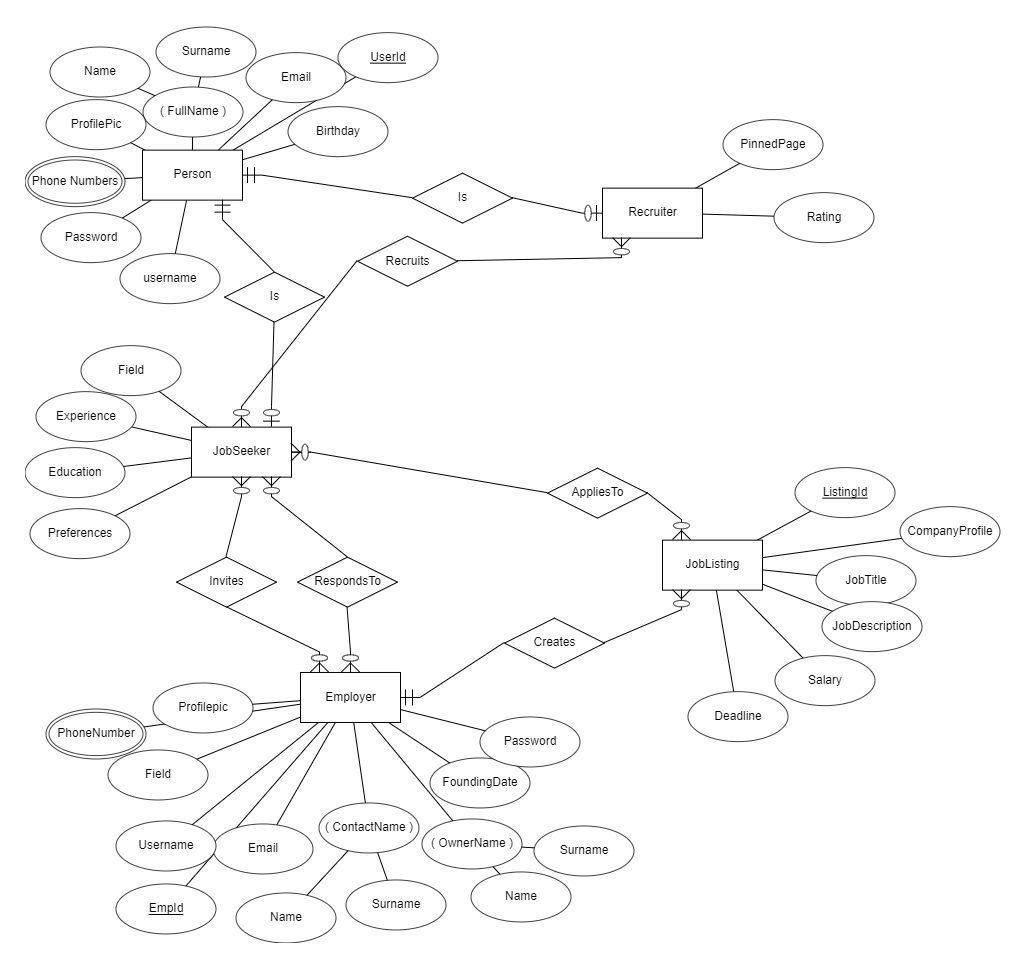 Surname
UserId
Name
Email
( FullName )
ProfilePic
Birthday
PinnedPage
Person
Phone Numbers
Is
Recruiter
Rating
Password
Recruits
username
Is
Field
Experience
JobSeeker
Education
AppliesTo
ListingId
Preferences
CompanyProfile
JobListing
Invites
RespondsTo
JobTitle
JobDescription
Creates
Salary
Employer
Profilepic
Deadline
PhoneNumber
Password
Field
FoundingDate
( ContactName )
Username
Email
( OwnerName )
Surname
EmpId
Name
Surname
Name